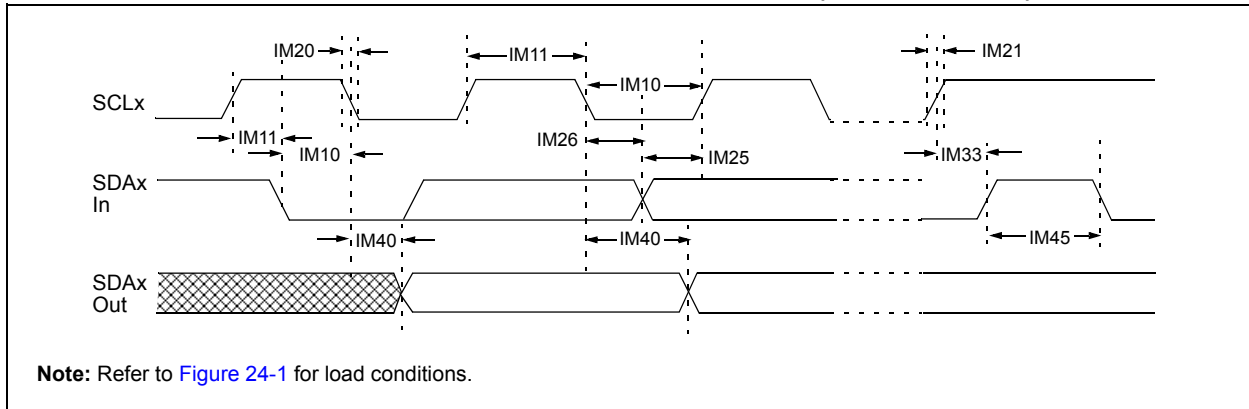 IM20
IM11
IM21
IM10
SCLx
IM11
IM10
IM26
IM25
IM33
SDAx
In
IM40
IM40
IM45
SDAx
Out
Note: Refer to Figure 24-1 for load conditions.